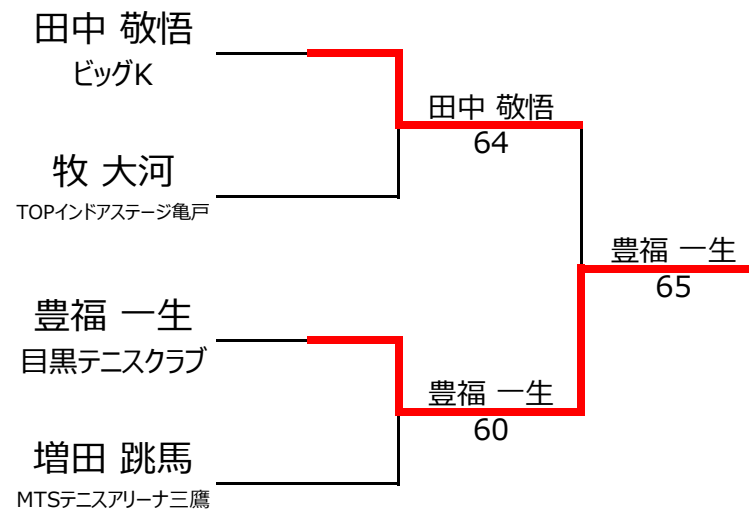 田中 敬悟
ビッグK
牧 大河
TOPインドアステージ亀戸
豊福 一生
目黒テニスクラブ
増田 跳馬
MTSテニスアリーナ三鷹
田中 敬悟
64
豊福 一生
60
豊福 一生
65